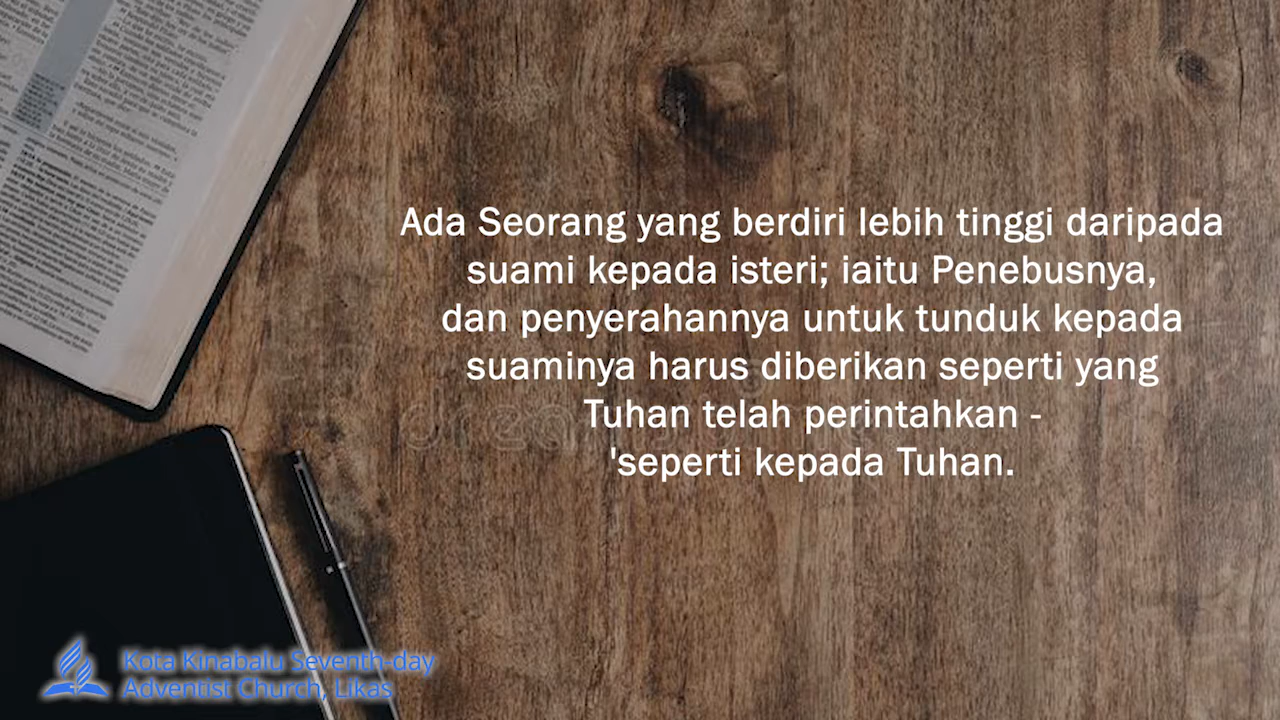 Ada Seorang yang berdiri lebih tinggi daripada
suami kepada isteri; iaitu Penebusnya,
dan penyerahannya untuk tunduk kepada
suaminya harus diberikan seperti yang
Tuhan telah perintahkan -
'seperti kepada Tuhan.
Kota Kinabalu Seventh-day
Adventist Church, Likas